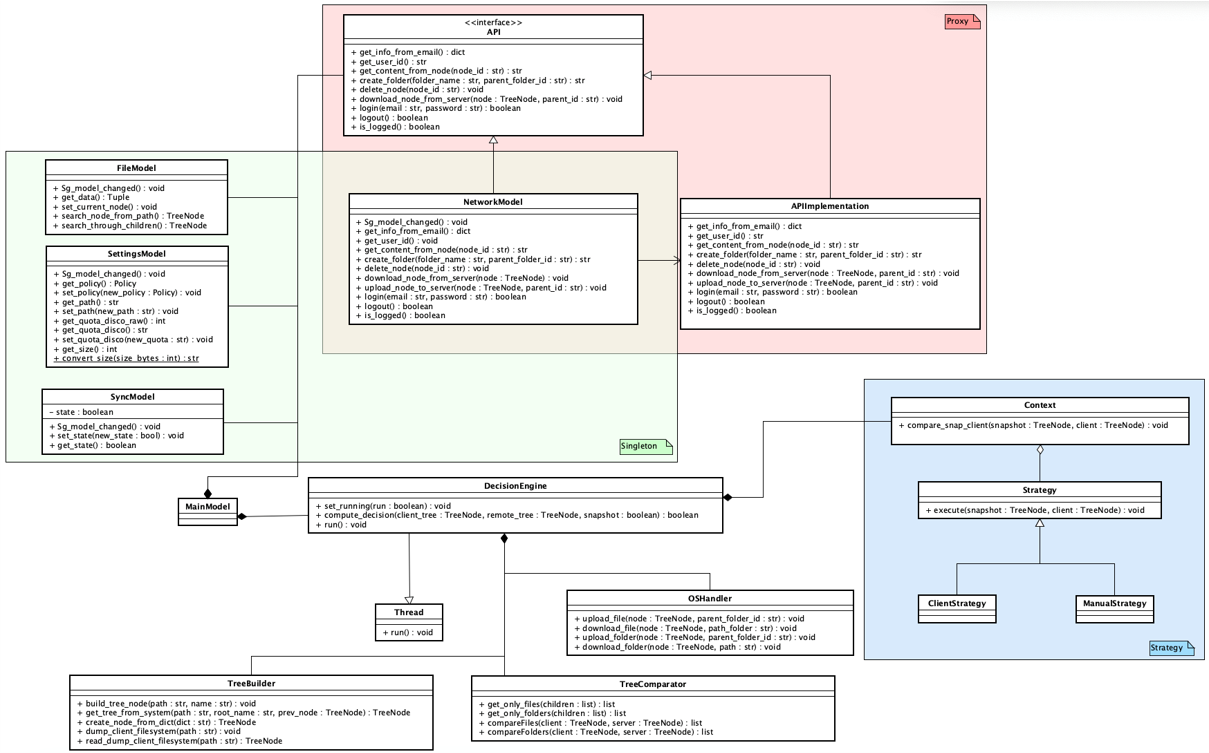 <<interface>>
API
+ get_info_from_email() : dict
+ get_user_id() : str
+ get_content_from_node(node_id : str) : str
+ create_folder(folder_name : str, parent_folder_id : str) : str
+ delete_node(node_id : str) : void
+ download_node_from_server(node : TreeNode, parent_id : str) : void
+ login(email : str, password : str) : boolean
+ logout() : boolean
+ is_logged() : boolean
Proxy
FileModel
+ Sg_model_changed() : void
+ get_data() : Tuple
+ set_current_node() : void
+ search_node_from_path() : TreeNode
+ search_through_children() : TreeNode
NetworkModel
+ Sg_model_changed() : void
+ get_info_from_email() : dict
+ get_user_id() : void
+ get_content_from_node(node_id : str) : str
+ create_folder(folder_name : str, parent_folder_id : str) : str
+ delete_node(node_id : str) : void
+ download_node_from_server(node : TreeNode) : void
+ upload_node_to_server(node : TreeNode, parent_id : str) : void
+ login(email : str, password : str) : boolean
+ logout() : boolean
+ is_logged() : boolean
APIImplementation
+ get_info_from_email() : dict
+ get_user_id() : str
+ get_content_from_node(node_id : str) : str
+ create_folder(folder_name : str, parent_folder_id : str) : str
+ delete_node(node_id : str) : void
+ download_node_from_server(node : TreeNode, parent_id : str) : void
+ upload_node_to_server(node : TreeNode, parent_id : str) : void
+ login(email : str, password : str) : boolean
+ logout() : boolean
+ is_logged() : boolean
SettingsModel
+ Sg_model_changed() : void
+ get_policy() : Policy
+ set_policy(new_policy : Policy) : void
+ get_path() : str
+ set_path(new_path : str) : void
+ get_quota_disco_raw() : int
+ get_quota_disco() : str
+ set_quota_disco(new_quota : str) : void
+ get_size() : int
+ convert_size(size_bytes : int) : str
SyncModel
- state : boolean
+ Sg_model_changed() : void
+ set_state(new_state : bool) : void
+ get_state() : boolean
Singleton
Context
+ compare_snap_client(snapshot : TreeNode, client : TreeNode) : void
Strategy
+ execute(snapshot : TreeNode, client : TreeNode) : void
ClientStrategy
ManualStrategy
Strategy
MainModel
DecisionEngine
+ set_running(run : boolean) : void
+ compute_decision(client_tree : TreeNode, remote_tree : TreeNode, snapshot : boolean) : boolean
+ run() : void
Thread
+ run() : void
OSHandler
+ upload_file(node : TreeNode, parent_folder_id : str) : void
+ download_file(node : TreeNode, path_folder : str) : void
+ upload_folder(node : TreeNode, parent_folder_id : str) : void
+ download_folder(node : TreeNode, path : str) : void
TreeBuilder
+ build_tree_node(path : str, name : str) : void
+ get_tree_from_system(path : str, root_name : str, prev_node : TreeNode) : TreeNode
+ create_node_from_dict(dict : str) : TreeNode
+ dump_client_filesystem(path : str) : void
+ read_dump_client_filesystem(path : str) : TreeNode
TreeComparator
+ get_only_files(children : list) : list
+ get_only_folders(children : list) : list
+ compareFiles(client : TreeNode, server : TreeNode) : list
+ compareFolders(client : TreeNode, server : TreeNode) : list